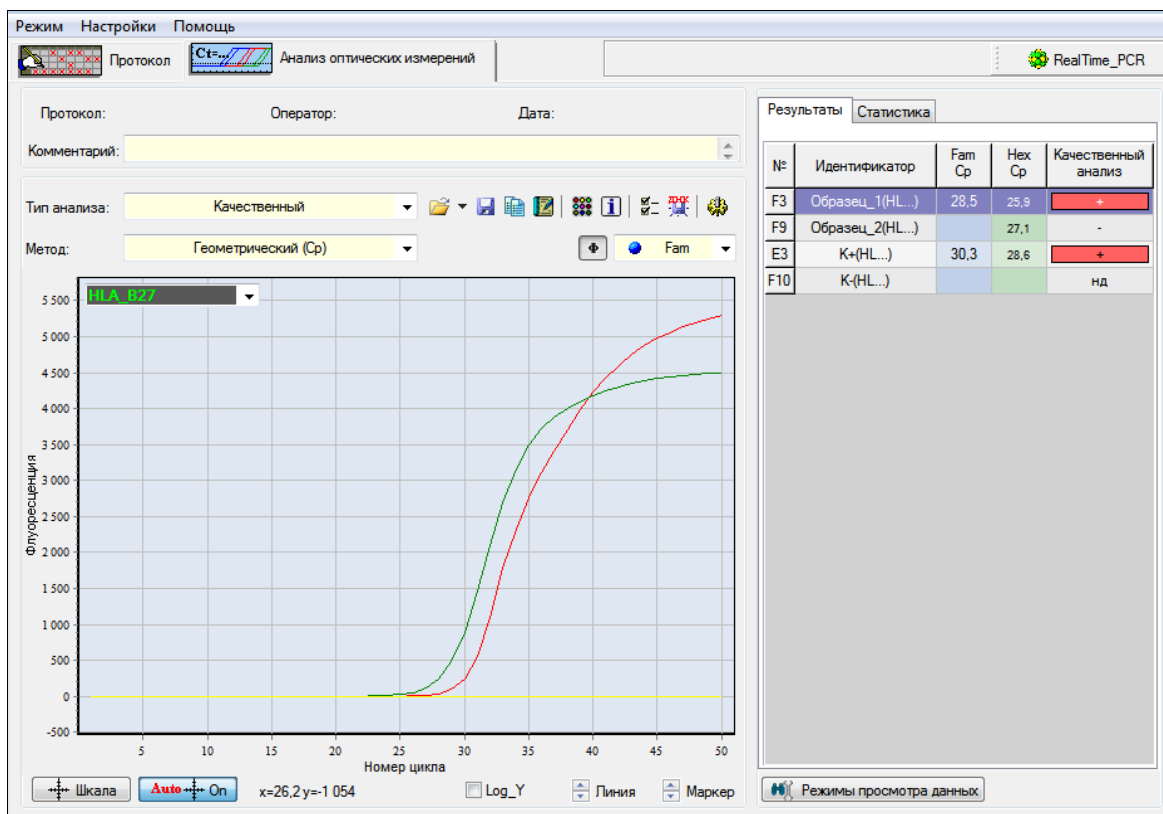 Режим Настройки Помощь
Протокол
Ct=...
Анализ оптических измерений
RealTime_PCR
Протокол: Оператор: Дата:
Комментарий:
Тип анализа: Качественный
Метод: Геометрический (Cp)
Ф
Fam
HLA_B27
Флуоресценция
5 500
5 000
4 500
4 000
3 500
3 000
2 500
2 000
1 500
1 000
500
0
-500
5 10 15 20 25 30 35 40 45 50
Номер цикла
Шкала
Auto On
x=26,2 y=-1 054
Log_Y
Линия
Маркер
Результаты Статистика
№ Идентификатор Fam Cp Hex Cp Качественный анализ
F3 Образец_1(HL...) 28,5 25,9 +
F9 Образец_2(HL...) 27,1 -
E3 K+(HL...) 30,3 28,6 +
F10 K-(HL...) нд
Режимы просмотра данных